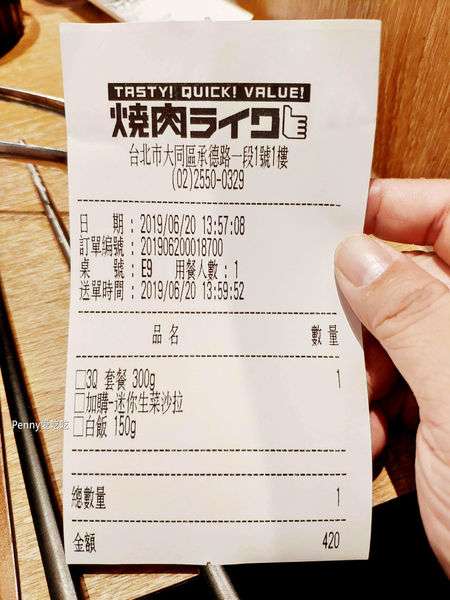 TASTY! QUICK! VALUE!
焼肉ライク
台北市大同區承德路一段1號1樓
(02)2550-0329
日 期：2019/06/20 13:57:08
訂單編號：201906200018700
桌 號：E9 用餐人數：1
送單時間：2019/06/20 13:59:52
品名 數量
□3Q 套餐 300g 1
□加購-迷你生菜沙拉
□白飯 150g
總數量 1
金額 420